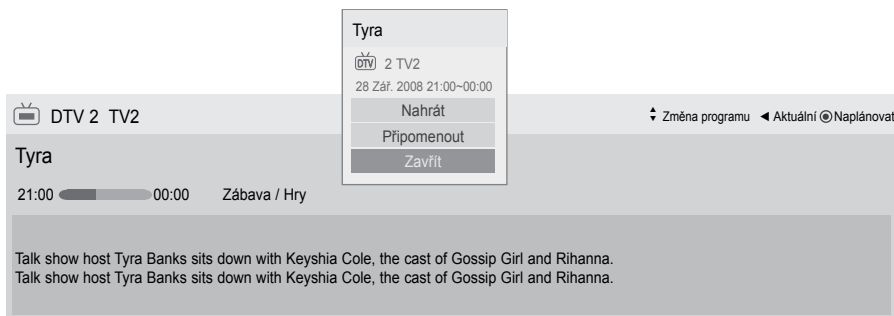 Tyra
DTV 2 TV2
28 Zář. 2008 21:00~00:00
Nahrát
Připomenout
Zavřít
DTV 2 TV2
Změna programu ◄ Aktuální ◉ Naplánovat
Tyra
21:00 00:00 Zábava / Hry
Talk show host Tyra Banks sits down with Keyshia Cole, the cast of Gossip Girl and Rihanna.
Talk show host Tyra Banks sits down with Keyshia Cole, the cast of Gossip Girl and Rihanna.